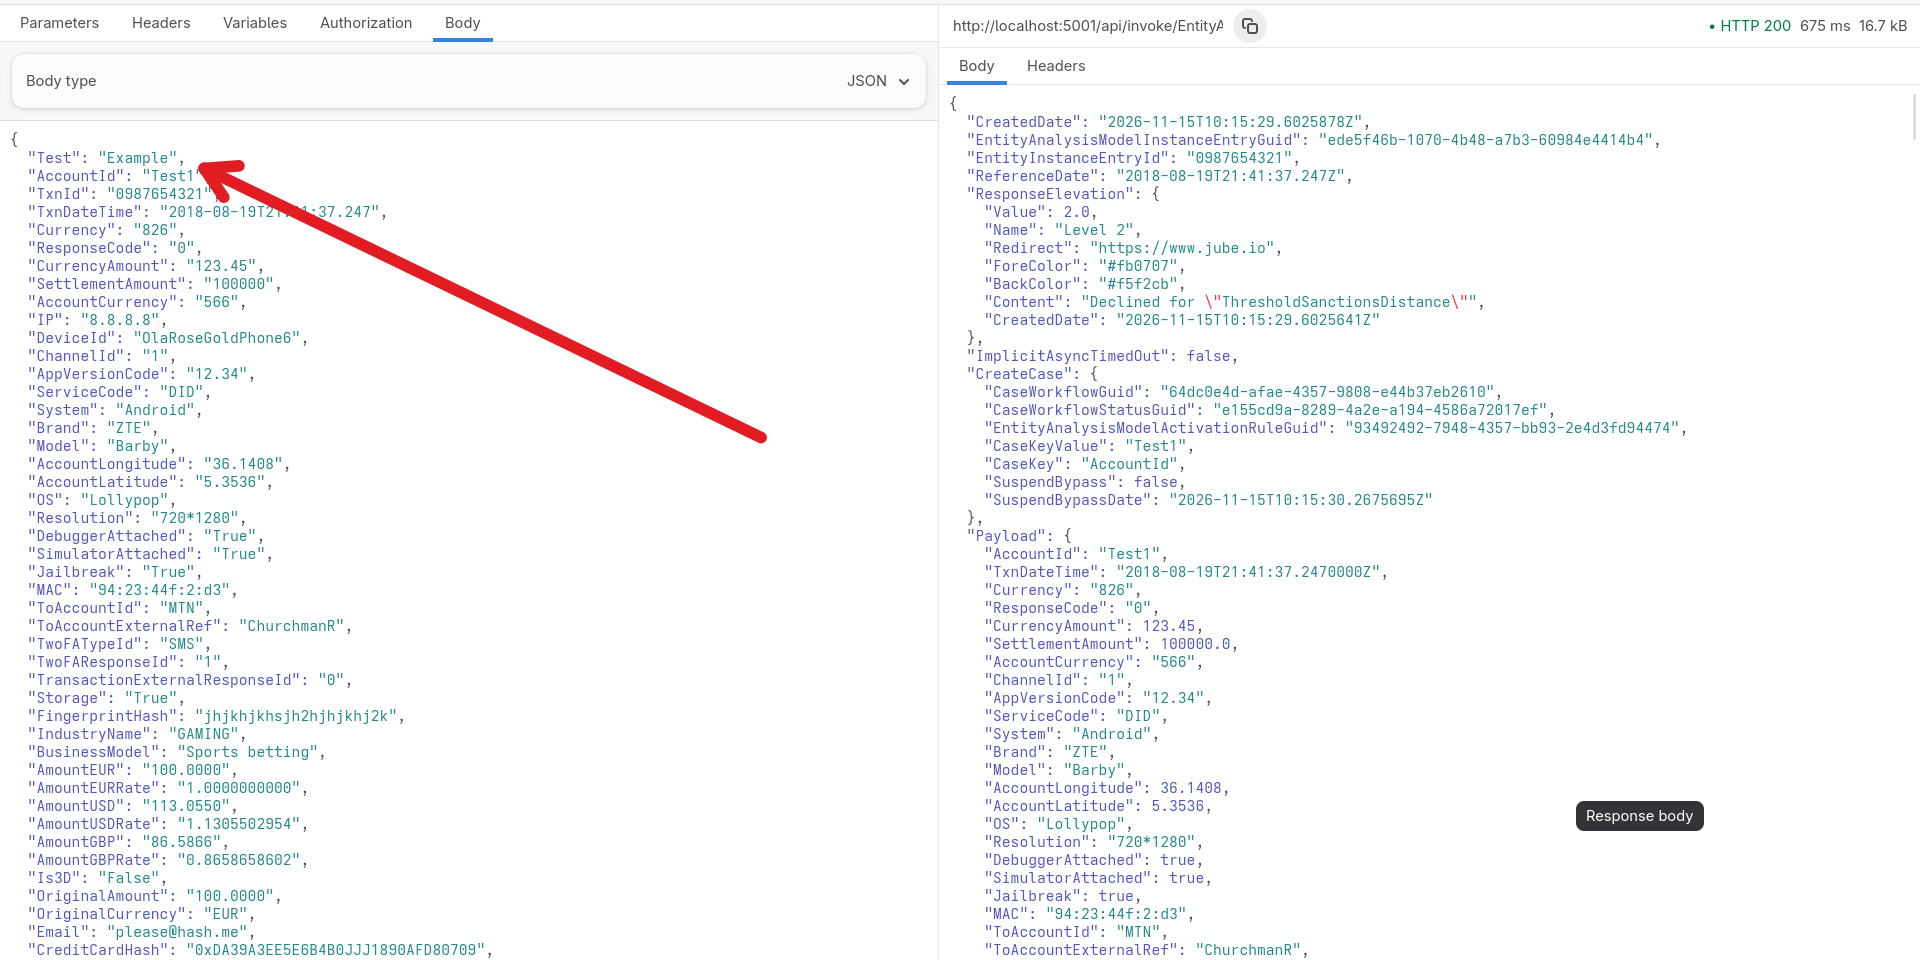 Parameters Headers Variables Authorization Body
Body type JSON
{
"Test": "Example",
"AccountId": "Test1
"TxnId": "0987654321",
"TxnDateTime": "2018-08-19T21:41:37.247",
"Currency": "826",
"ResponseCode": "0",
"CurrencyAmount": "123.45",
"SettlementAmount": "100000",
"AccountCurrency": "566",
"IP": "8.8.8.8",
"DeviceId": "OlaRoseGoldPhone6",
"ChannelId": "1",
"AppVersionCode": "12.34",
"ServiceCode": "DID",
"System": "Android",
"Brand": "ZTE",
"Model": "Barby",
"AccountLongitude": "36.1408",
"AccountLatitude": "5.3536",
"OS": "Lollypop",
"Resolution": "720*1280",
"DebuggerAttached": "True",
"SimulatorAttached": "True",
"Jailbreak": "True",
"MAC": "94:23:44f:2:d3",
"ToAccountId": "MTN",
"ToAccountExternalRef": "ChurchmanR",
"TwoFATypeId": "SMS",
"TwoFAResponseId": "1",
"TransactionExternalResponseId": "0",
"Storage": "True",
"FingerprintHash": "jhjkhjkhsjh2hjhjkhj2k",
"IndustryName": "GAMING",
"BusinessModel": "Sports betting",
"AmountEUR": "100.0000",
"AmountEURRate": "1.0000000000",
"AmountUSD": "113.0550",
"AmountUSDRate": "1.1305502954",
"AmountGBP": "86.5866",
"AmountGBPRate": "0.8658658602",
"Is3D": "False",
"OriginalAmount": "100.0000",
"OriginalCurrency": "EUR",
"Email": "please@hash.me",
"CreditCardHash": "0xDA39A3EE5E6B4B0JJJ1890AFD80709",
http://localhost:5001/api/invoke/EntityA
• HTTP 200 675 ms 16.7 kB
Body Headers
{
"CreatedDate": "2026-11-15T10:15:29.6025878Z",
"EntityAnalysisModelInstanceEntryGuid": "ede5f46b-1070-4b48-a7b3-60984e4414b4",
"EntityInstanceEntryId": "0987654321",
"ReferenceDate": "2018-08-19T21:41:37.247Z",
"ResponseElevation": {
"Value": 2.0,
"Name": "Level 2",
"Redirect": "https://www.jube.io",
"ForeColor": "#fb0707",
"BackColor": "#f5f2cb",
"Content": "Declined for \"ThresholdSanctionsDistance\"",
"CreatedDate": "2026-11-15T10:15:29.6025641Z"
},
"ImplicitAsyncTimedOut": false,
"CreateCase": {
"CaseWorkflowGuid": "64dc0e4d-afae-4357-9808-e44b37eb2610",
"CaseWorkflowStatusGuid": "e155cd9a-8289-4a2e-a194-4586a72017ef",
"EntityAnalysisModelActivationRuleGuid": "93492492-7948-4357-bb93-2e4d3fd94474",
"CaseKeyValue": "Test1",
"CaseKey": "AccountId",
"SuspendBypass": false,
"SuspendBypassDate": "2026-11-15T10:15:30.2675695Z"
},
"Payload": {
"AccountId": "Test1",
"TxnDateTime": "2018-08-19T21:41:37.2470000Z",
"Currency": "826",
"ResponseCode": "0",
"CurrencyAmount": 123.45,
"SettlementAmount": 100000.0,
"AccountCurrency": "566",
"ChannelId": "1",
"AppVersionCode": "12.34",
"ServiceCode": "DID",
"System": "Android",
"Brand": "ZTE",
"Model": "Barby",
"AccountLongitude": 36.1408,
"AccountLatitude": 5.3536,
"OS": "Lollypop",
"Resolution": "720*1280",
"DebuggerAttached": true,
"SimulatorAttached": true,
"Jailbreak": true,
"MAC": "94:23:44f:2:d3",
"ToAccountId": "MTN",
"ToAccountExternalRef": "ChurchmanR",
Response body